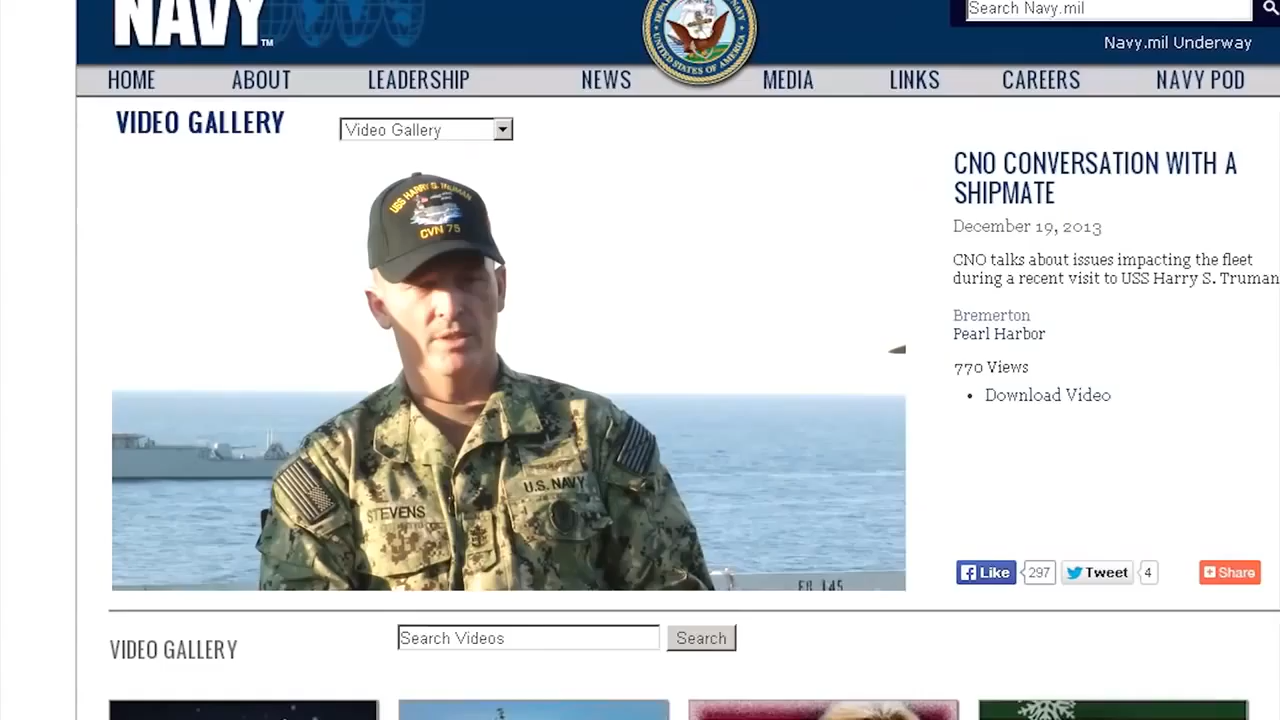 NAVY TM
Search Navy.mil
Navy.mil Underway
HOME ABOUT LEADERSHIP NEWS MEDIA LINKS CAREERS NAVY POD
VIDEO GALLERY
Video Gallery
CNO CONVERSATION WITH A
SHIPMATE
December 19, 2013
CNO talks about issues impacting the fleet
during a recent visit to USS Harry S. Truman
Bremerton
Pearl Harbor
770 Views
• Download Video
USS HARRY S. TRUMAN
CVN 75
STEVENS
U.S. NAVY
Like 297 Tweet 4 Share
VIDEO GALLERY
Search Videos
Search